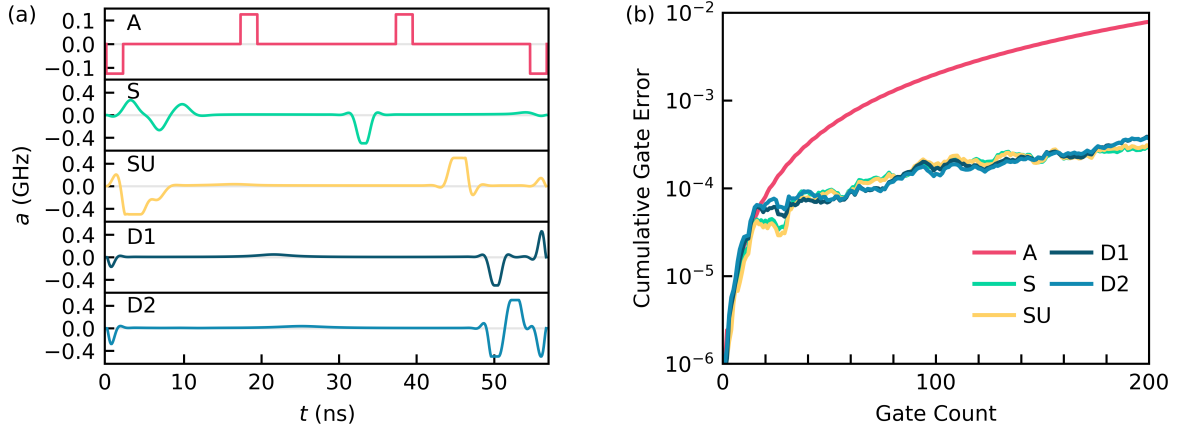 (a)
A
0.1
0.0
−0.1
S
0.4
0.0
−0.4
SU
0.4
0.0
−0.4
D1
0.4
0.0
−0.4
D2
0.4
0.0
−0.4
a (GHz)
0 10 20 30 40 50
t (ns)
(b)
10⁻²
10⁻³
10⁻⁴
10⁻⁵
10⁻⁶
Cumulative Gate Error
A D1
S D2
SU
0 100 200
Gate Count